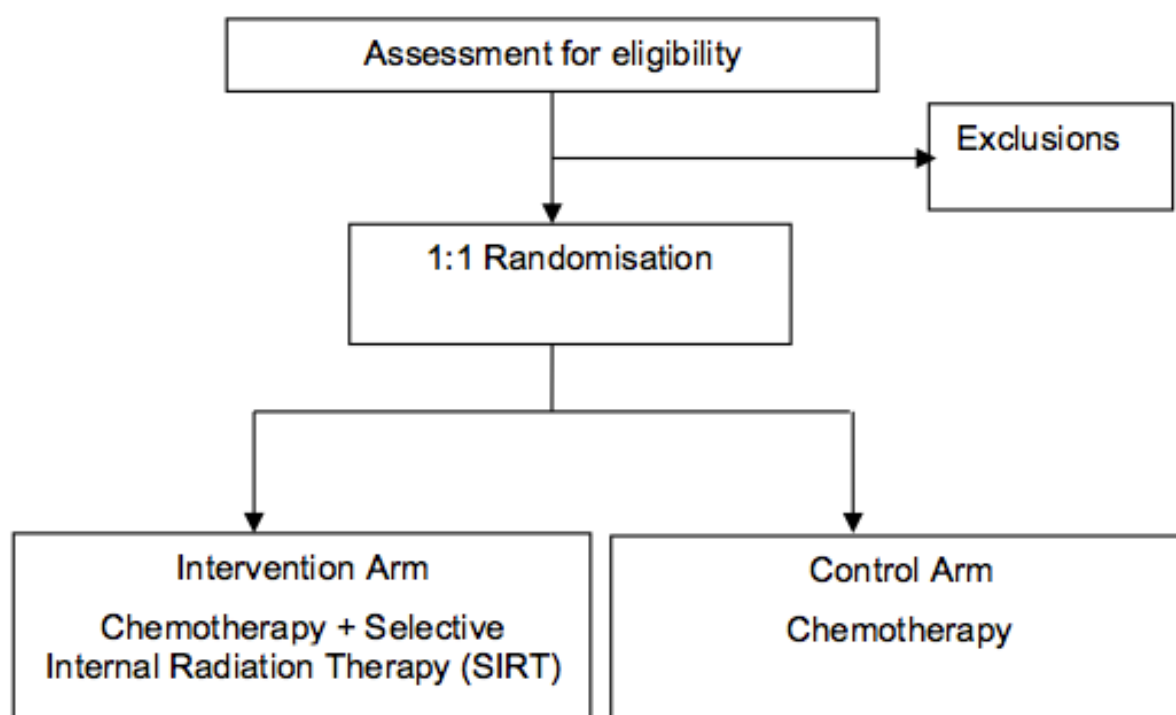 Assessment for eligibility
Exclusions
1:1 Randomisation
Intervention Arm
Chemotherapy + Selective
Internal Radiation Therapy (SIRT)
Control Arm
Chemotherapy